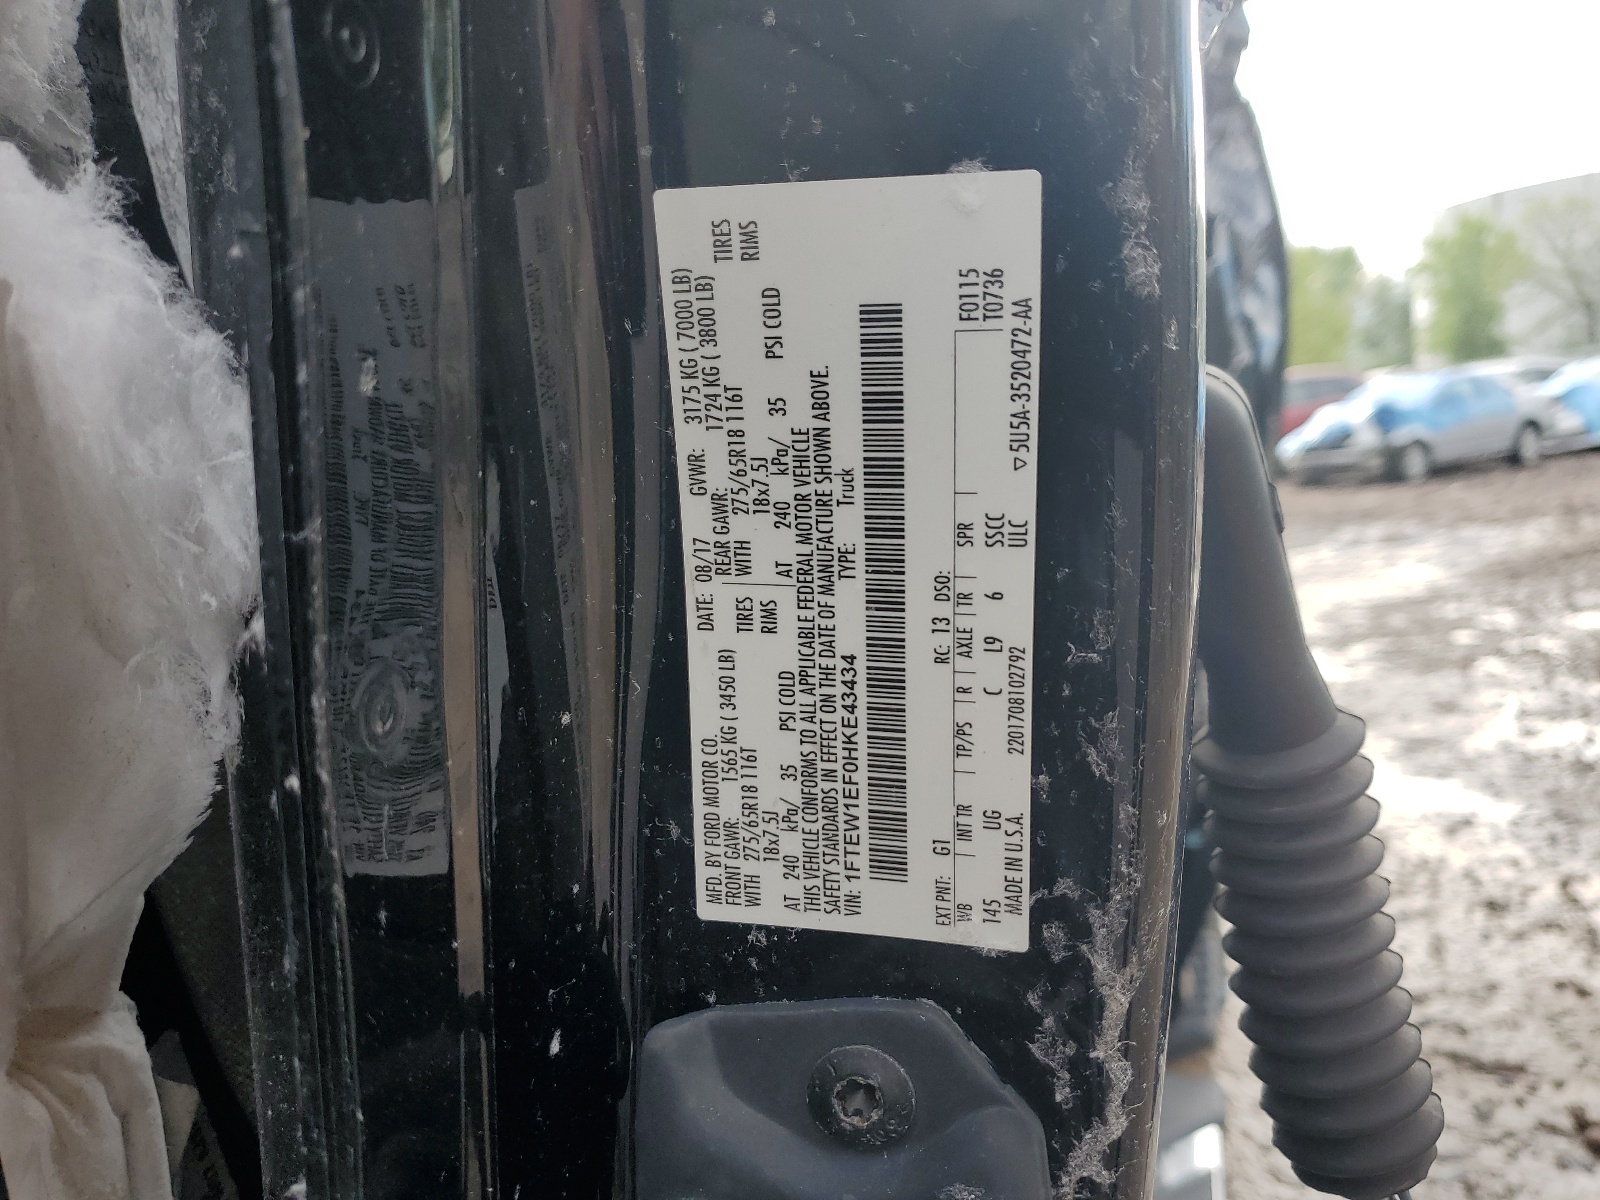 MFD. BY FORD MOTOR CO. DATE: 08/17 GVWR: 3175 KG ( 7000 LB)
FRONT GAWR: 1565 KG ( 3450 LB) REAR GAWR: 1724 KG ( 3800 LB)
WITH 275/65R18 116T TIRES WITH 275/65R18 116T TIRES
18x7.5J RIMS 18x7.5J RIMS
AT 240 kPa/ 35 PSI COLD AT 240 kPa/ 35 PSI COLD
THIS VEHICLE CONFORMS TO ALL APPLICABLE FEDERAL MOTOR VEHICLE
SAFETY STANDARDS IN EFFECT ON THE DATE OF MANUFACTURE SHOWN ABOVE.
VIN: 1FTEW1EF0HKE43434 TYPE: Truck
EXT PNT: G1 RC: 13 DSO: F0115
WB INT TR TP/PS R AXLE TR SPR T0736
145 UG C L9 6 SSCC
MADE IN U.S.A. 2201708102792 ULC ▽5U5A-3520472-AA